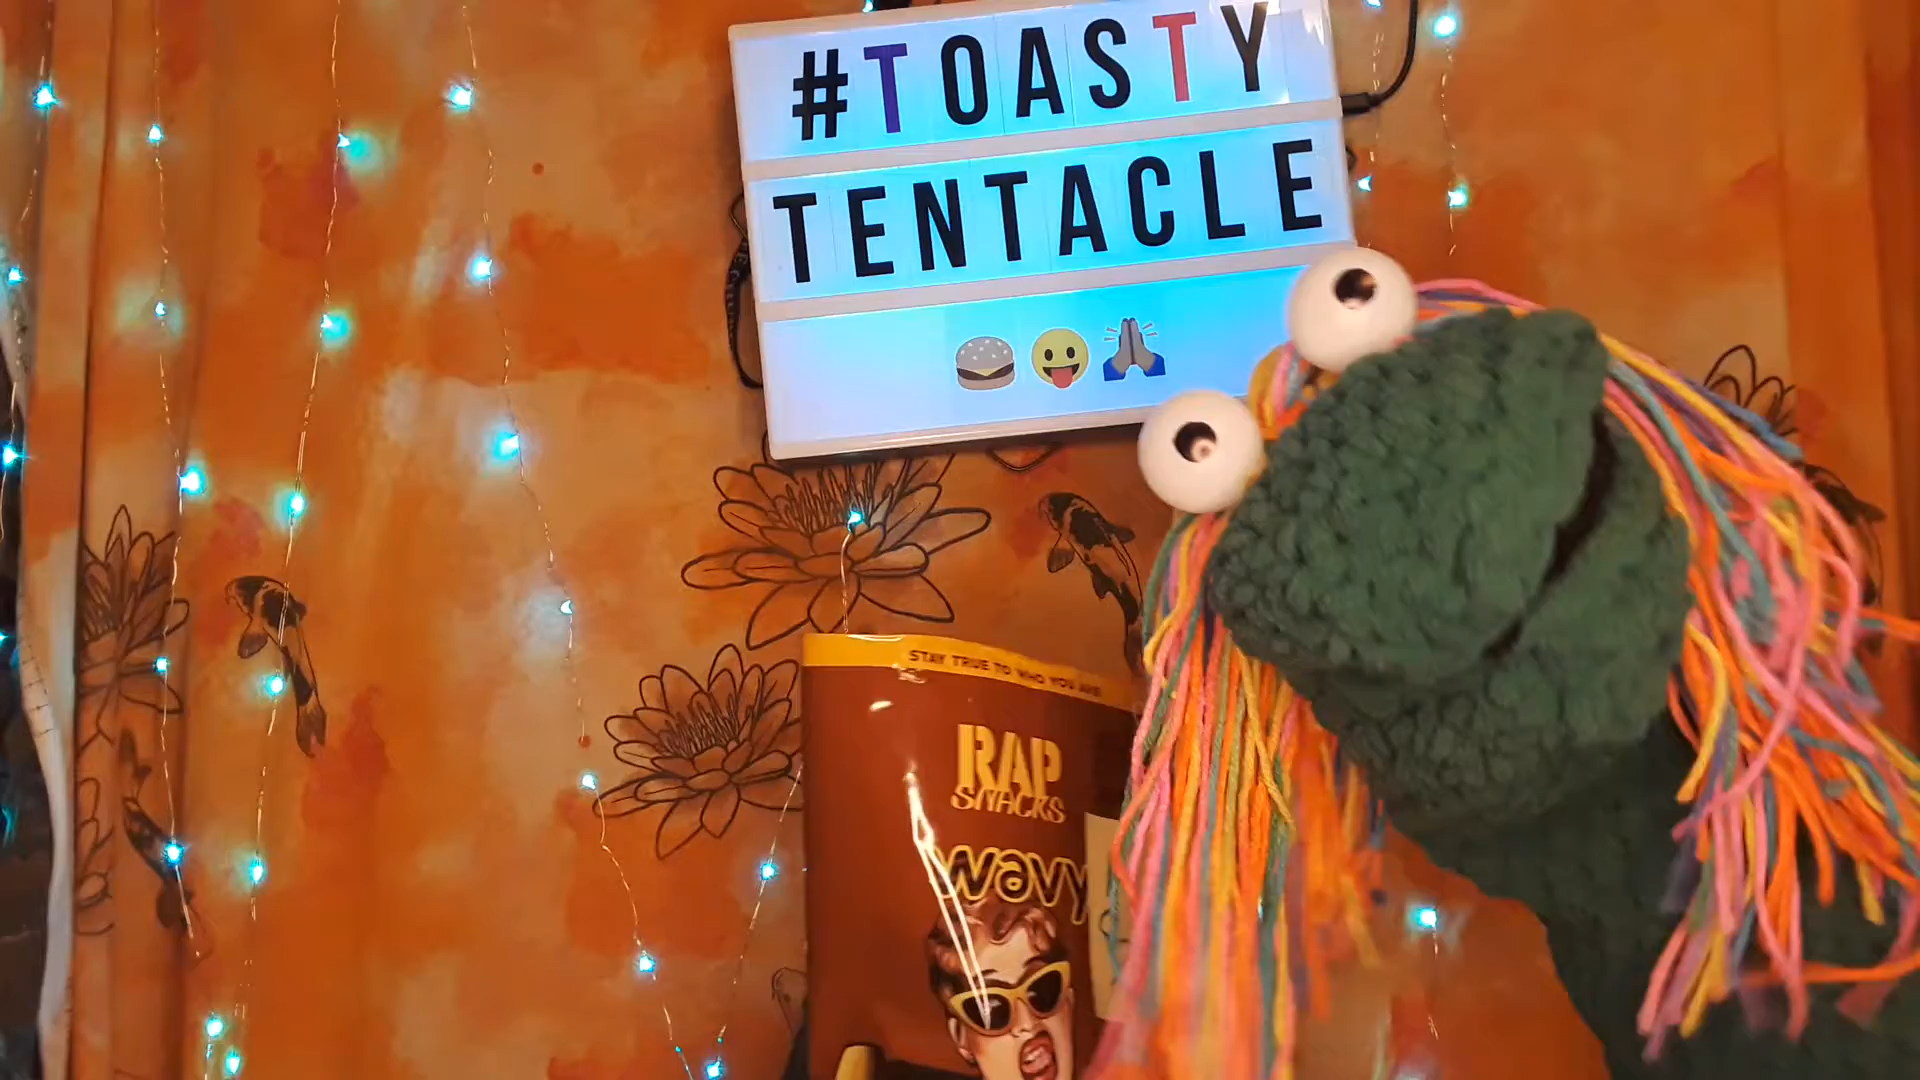 #TOASTY
TENTACLE
STAY TRUE TO WHO YOU ARE
RAP
SNACKS
wavy